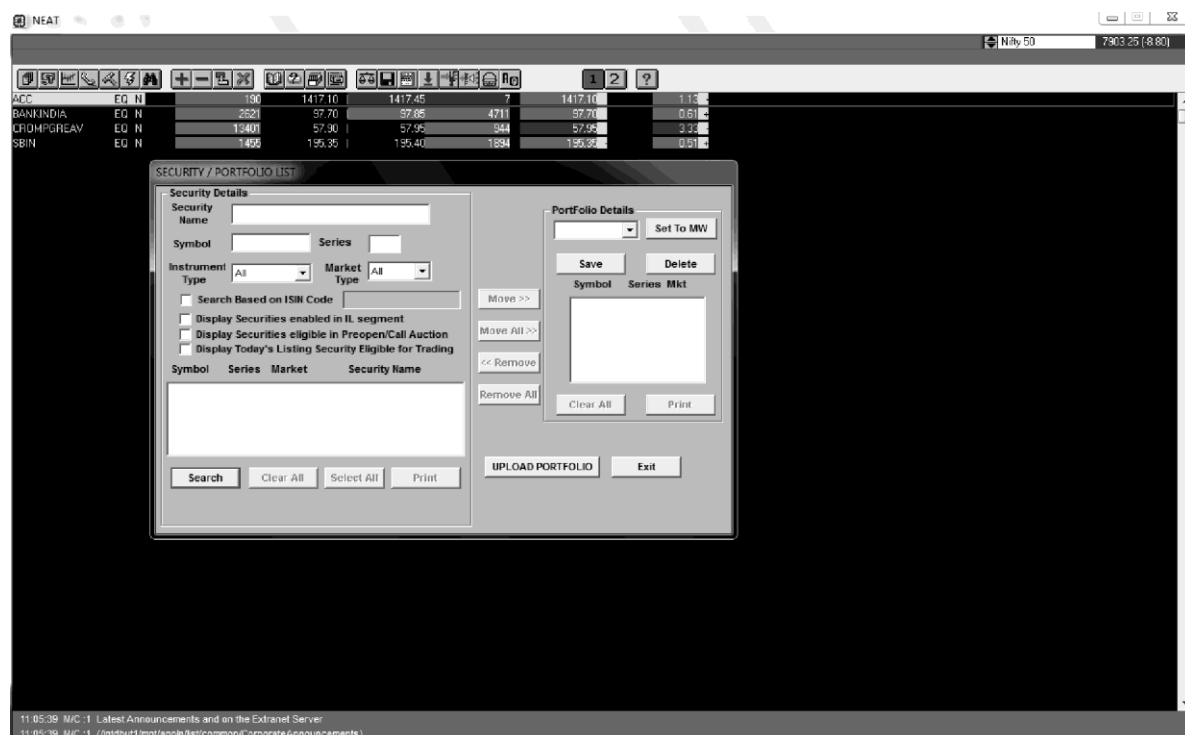 NEAT
Nifty 50 7903.25 (-8.80)
1 2 ?
ACC EQ N 190 1417.10 1417.45 7 1417.10 1.13 -
BANKINDIA EQ N 2621 97.70 97.85 4711 97.70 0.61 +
CROMPGREAV EQ N 13401 57.90 57.95 944 57.95 3.33 -
SBIN EQ N 1455 195.35 195.40 1894 195.35 0.51 +
SECURITY / PORTFOLIO LIST
Security Details
Security Name
Symbol Series
Instrument Type All Market Type All
Search Based on ISIN Code
Display Securities enabled in IL segment
Display Securities eligible in Preopen/Call Auction
Display Today's Listing Security Eligible for Trading
Symbol Series Market Security Name
Search Clear All Select All Print
Move >>
Move All >>
<< Remove
Remove All
PortFolio Details
Set To MW
Save Delete
Symbol Series Mkt
Clear All Print
UPLOAD PORTFOLIO Exit
11:05:39 M/C :1 Latest Announcements and on the Extranet Server
11:05:39 M/C :1